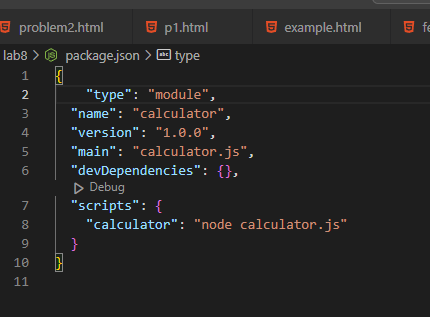 problem2.html p1.html example.html fe
lab8 > package.json > abc type
1 {
2 "type": "module",
3 "name": "calculator",
4 "version": "1.0.0",
5 "main": "calculator.js",
6 "devDependencies": {},
Debug
7 "scripts": {
8 "calculator": "node calculator.js"
9 }
10 }
11